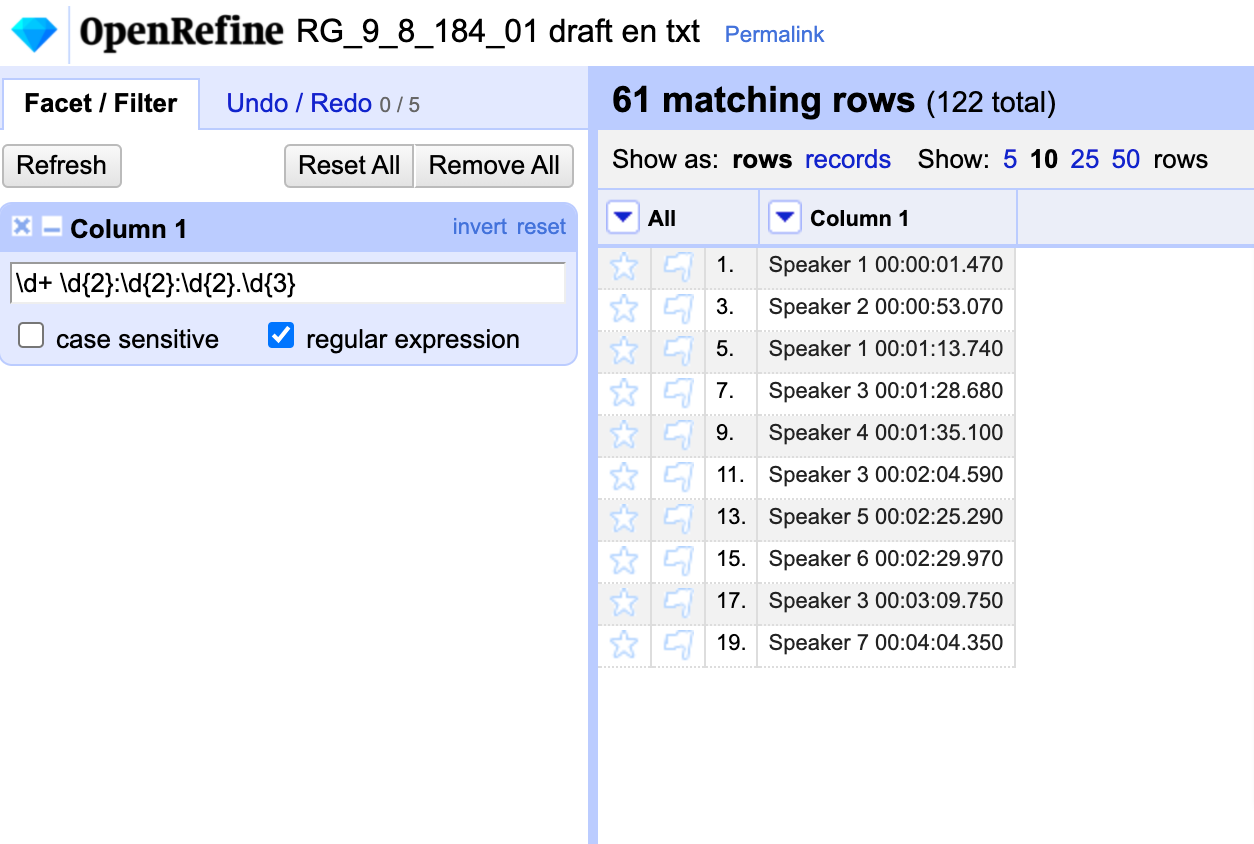 OpenRefine RG_9_8_184_01 draft en txt Permalink
Facet / Filter Undo / Redo 0 / 5
Refresh Reset All Remove All
Column 1 invert reset
\d+ \d{2}:\d{2}:\d{2}.\d{3}
case sensitive regular expression
61 matching rows (122 total)
Show as: rows records Show: 5 10 25 50 rows
All Column 1
1. Speaker 1 00:00:01.470
3. Speaker 2 00:00:53.070
5. Speaker 1 00:01:13.740
7. Speaker 3 00:01:28.680
9. Speaker 4 00:01:35.100
11. Speaker 3 00:02:04.590
13. Speaker 5 00:02:25.290
15. Speaker 6 00:02:29.970
17. Speaker 3 00:03:09.750
19. Speaker 7 00:04:04.350